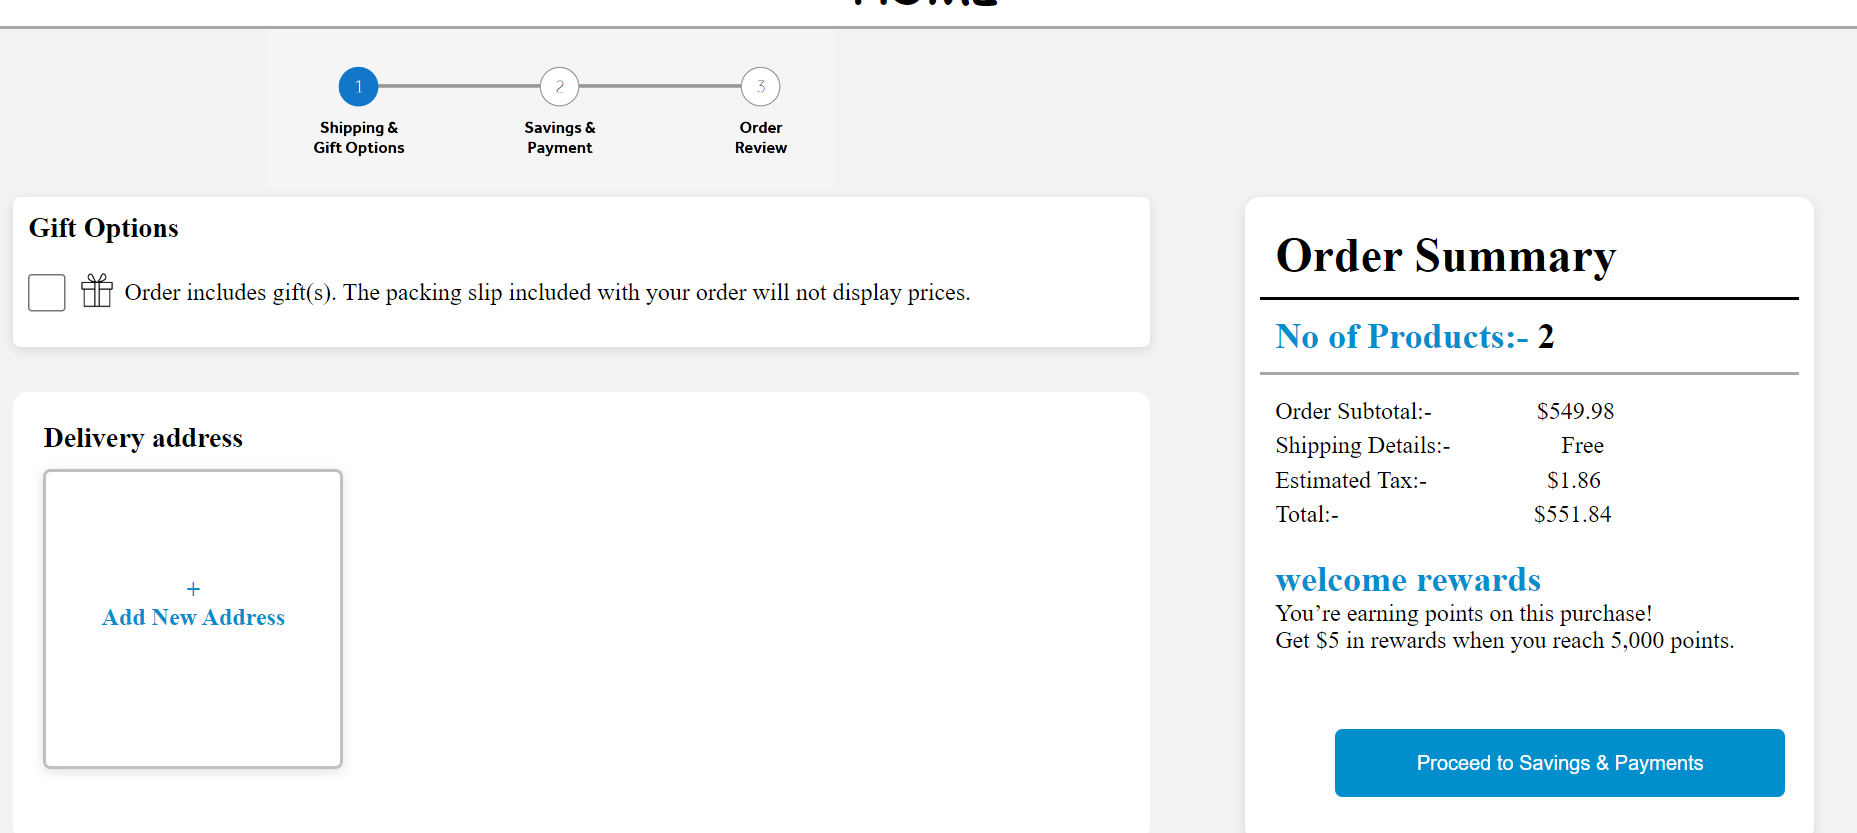 1
2
3
Shipping &
Gift Options
Savings &
Payment
Order
Review
Gift Options
Order includes gift(s). The packing slip included with your order will not display prices.
Delivery address
+
Add New Address
Order Summary
No of Products:- 2
Order Subtotal:- $549.98
Shipping Details:- Free
Estimated Tax:- $1.86
Total:- $551.84
welcome rewards
You’re earning points on this purchase!
Get $5 in rewards when you reach 5,000 points.
Proceed to Savings & Payments